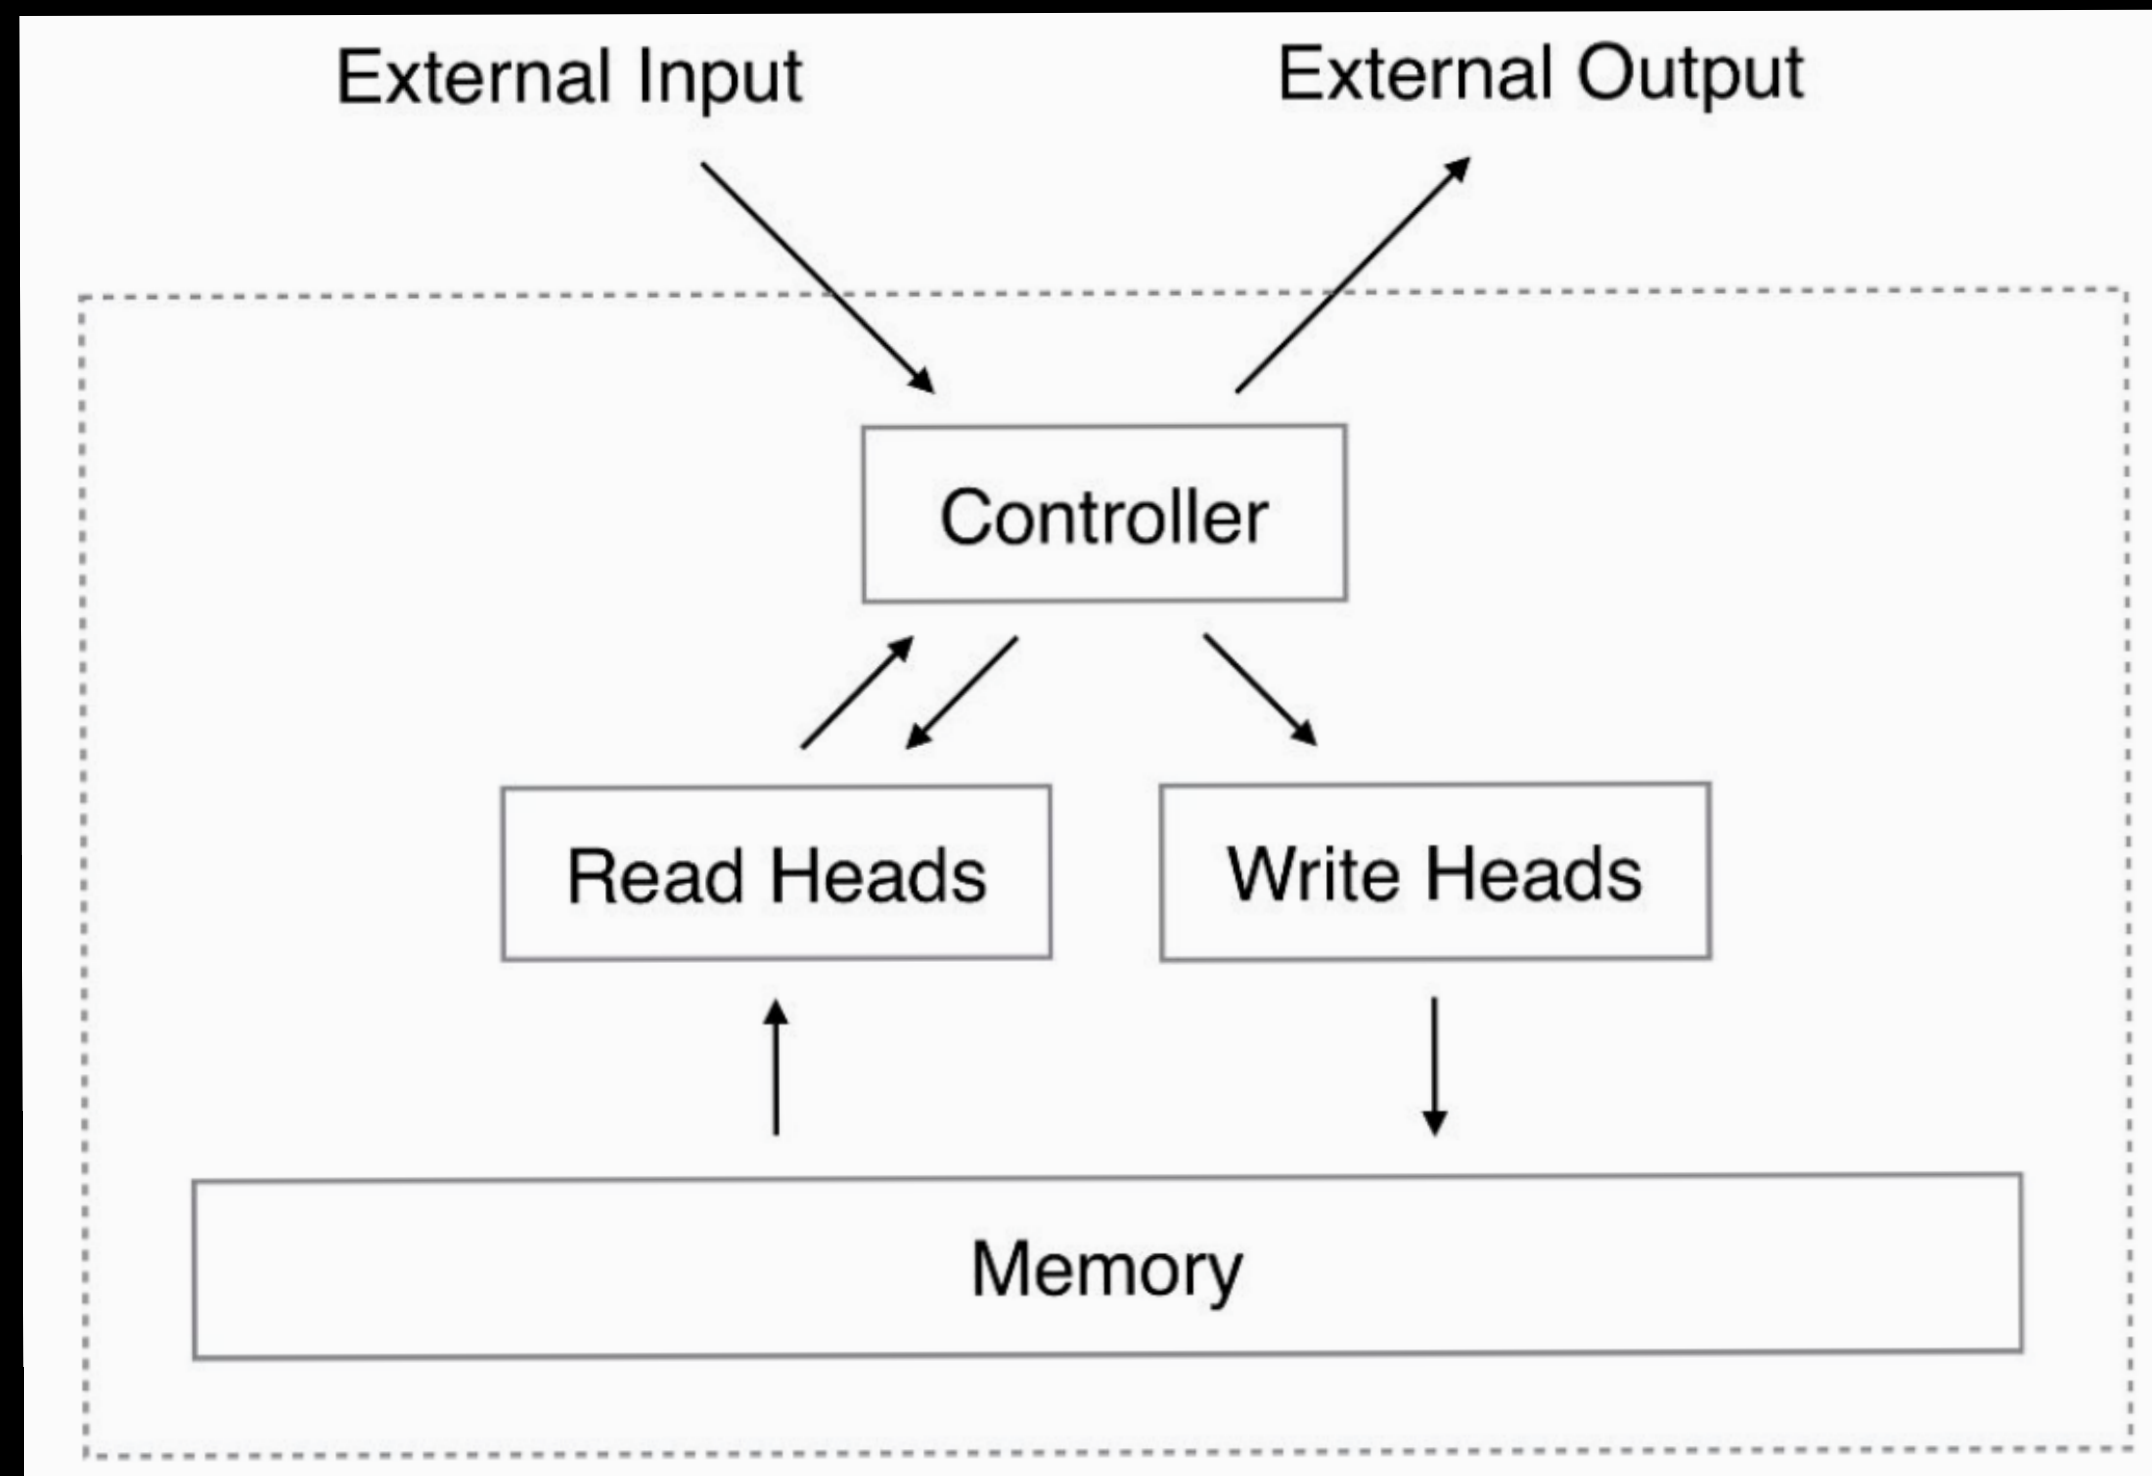 External Input
External Output
Controller
Read Heads
Write Heads
Memory